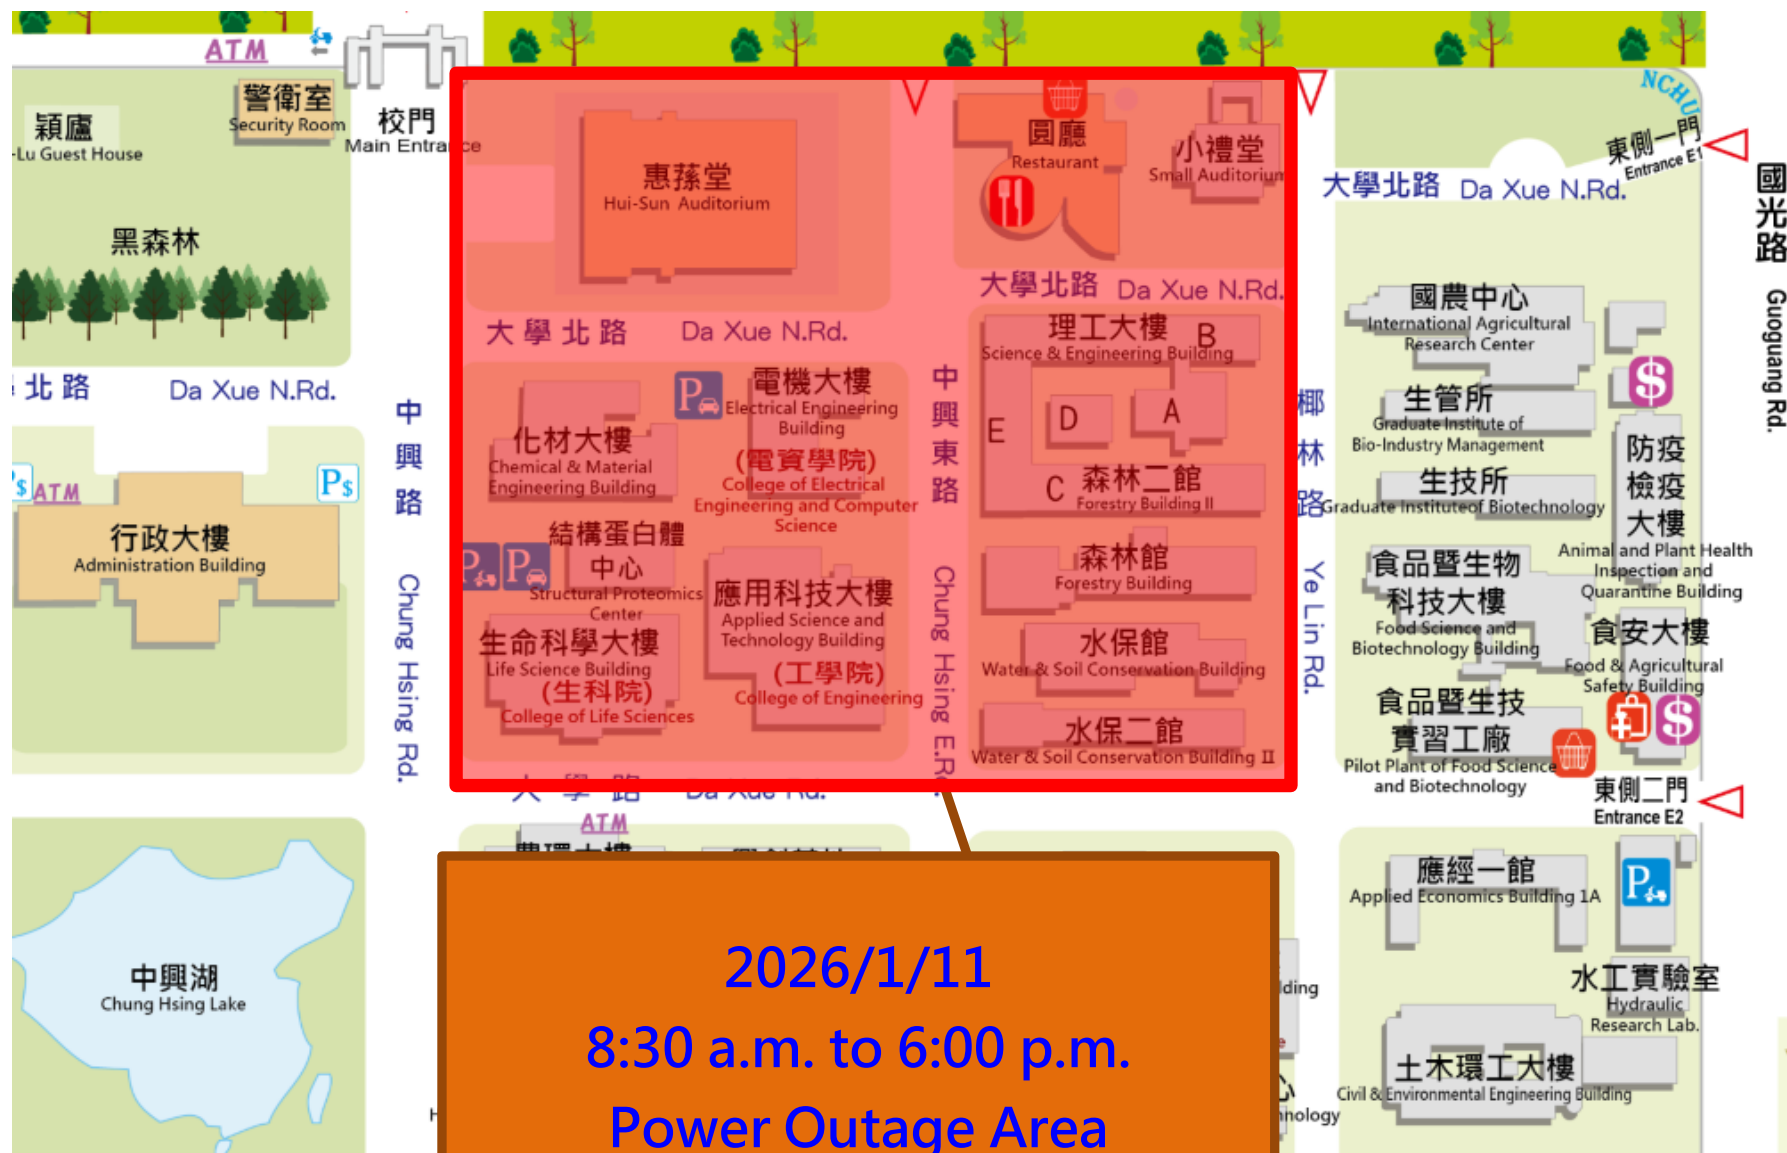 ATM
警衛室
Security Room
校門
Main Entrance
穎廬
-Lu Guest House
黑森林
北路 Da Xue N.Rd.
惠蓀堂
Hui-Sun Auditorium
圓廳
Restaurant
小禮堂
Small Auditorium
NCHU
東側一門
Entrance E1
大學北路 Da Xue N.Rd.
國光路 Guoguang Rd.
大學北路 Da Xue N.Rd.
大學北路 Da Xue N.Rd.
中興路 Chung Hsing Rd.
P$
ATM
P$
行政大樓
Administration Building
化材大樓
Chemical & Material
Engineering Building
P
電機大樓
Electrical Engineering
Building
(電資學院)
College of Electrical
Engineering and Computer
Science
結構蛋白體
中心
Structural Proteomics
Center
P
P
生命科學大樓
Life Science Building
(生科院)
College of Life Sciences
應用科技大樓
Applied Science and
Technology Building
(工學院)
College of Engineering
中興東路 Chung Hsing E.Rd.
理工大樓 B
Science & Engineering Building
E
D
A
C
森林二館
Forestry Building II
森林館
Forestry Building
水保館
Water & Soil Conservation Building
水保二館
Water & Soil Conservation Building II
椰林路 Ye Lin Rd.
國農中心
International Agricultural
Research Center
$
生管所
Graduate Institute of
Bio-Industry Management
生技所
Graduate Instituteof Biotechnology
防疫
檢疫
大樓
Animal and Plant Health
Inspection and
Quarantine Building
食品暨生物
科技大樓
Food Science and
Biotechnology Building
食安大樓
Food & Agricultural
Safety Building
$
食品暨生技
實習工廠
Pilot Plant of Food Science
and Biotechnology
東側二門
Entrance E2
大學路 Da Xue Rd.
ATM
農環大樓
中興湖
Chung Hsing Lake
應經一館
Applied Economics Building 1A
P
水工實驗室
Hydraulic
Research Lab.
土木環工大樓
Civil & Environmental Engineering Building
lding
心
nology
2026/1/11
8:30 a.m. to 6:00 p.m.
Power Outage Area